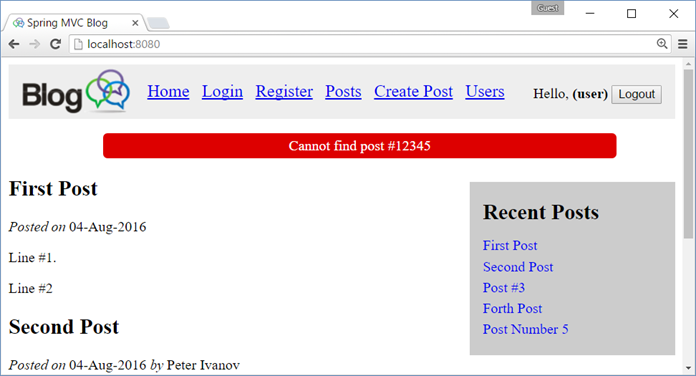 Guest
Spring MVC Blog
localhost:8080
Blog Home Login Register Posts Create Post Users Hello, (user) Logout
Cannot find post #12345
First Post
Posted on 04-Aug-2016
Line #1.
Line #2
Second Post
Posted on 04-Aug-2016 by Peter Ivanov
Recent Posts
First Post
Second Post
Post #3
Forth Post
Post Number 5